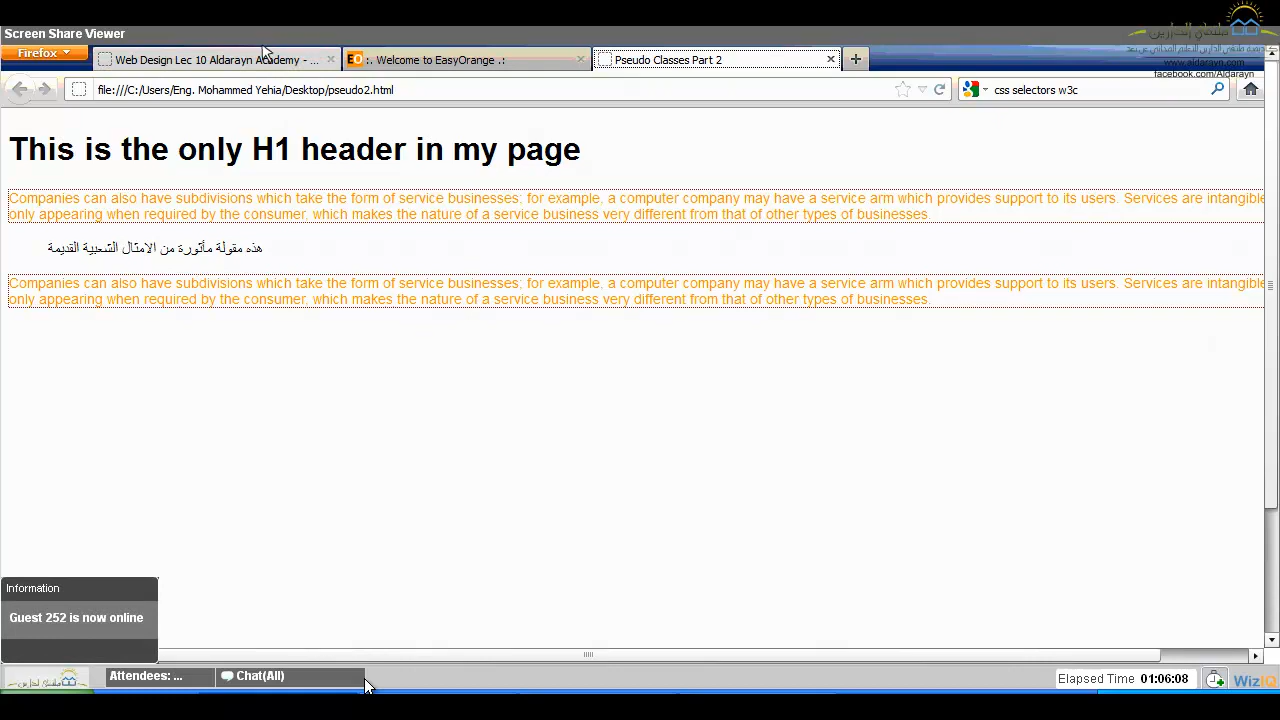 Screen Share Viewer
Firefox
Web Design Lec 10 Aldarayn Academy - ...
EO :. Welcome to EasyOrange .:
Pseudo Classes Part 2
www.aldarayn.com
facebook.com/Aldarayn
file:///C:/Users/Eng. Mohammed Yehia/Desktop/pseudo2.html
css selectors w3c
This is the only H1 header in my page
Companies can also have subdivisions which take the form of service businesses; for example, a computer company may have a service arm which provides support to its users. Services are intangible
only appearing when required by the consumer, which makes the nature of a service business very different from that of other types of businesses.
هذه مقولة مأثورة من الامثال الشعبية القديمة
Companies can also have subdivisions which take the form of service businesses; for example, a computer company may have a service arm which provides support to its users. Services are intangible
only appearing when required by the consumer, which makes the nature of a service business very different from that of other types of businesses.
Information
Guest 252 is now online
Attendees: ...
Chat(All)
Elapsed Time 01:06:08
WizIQ